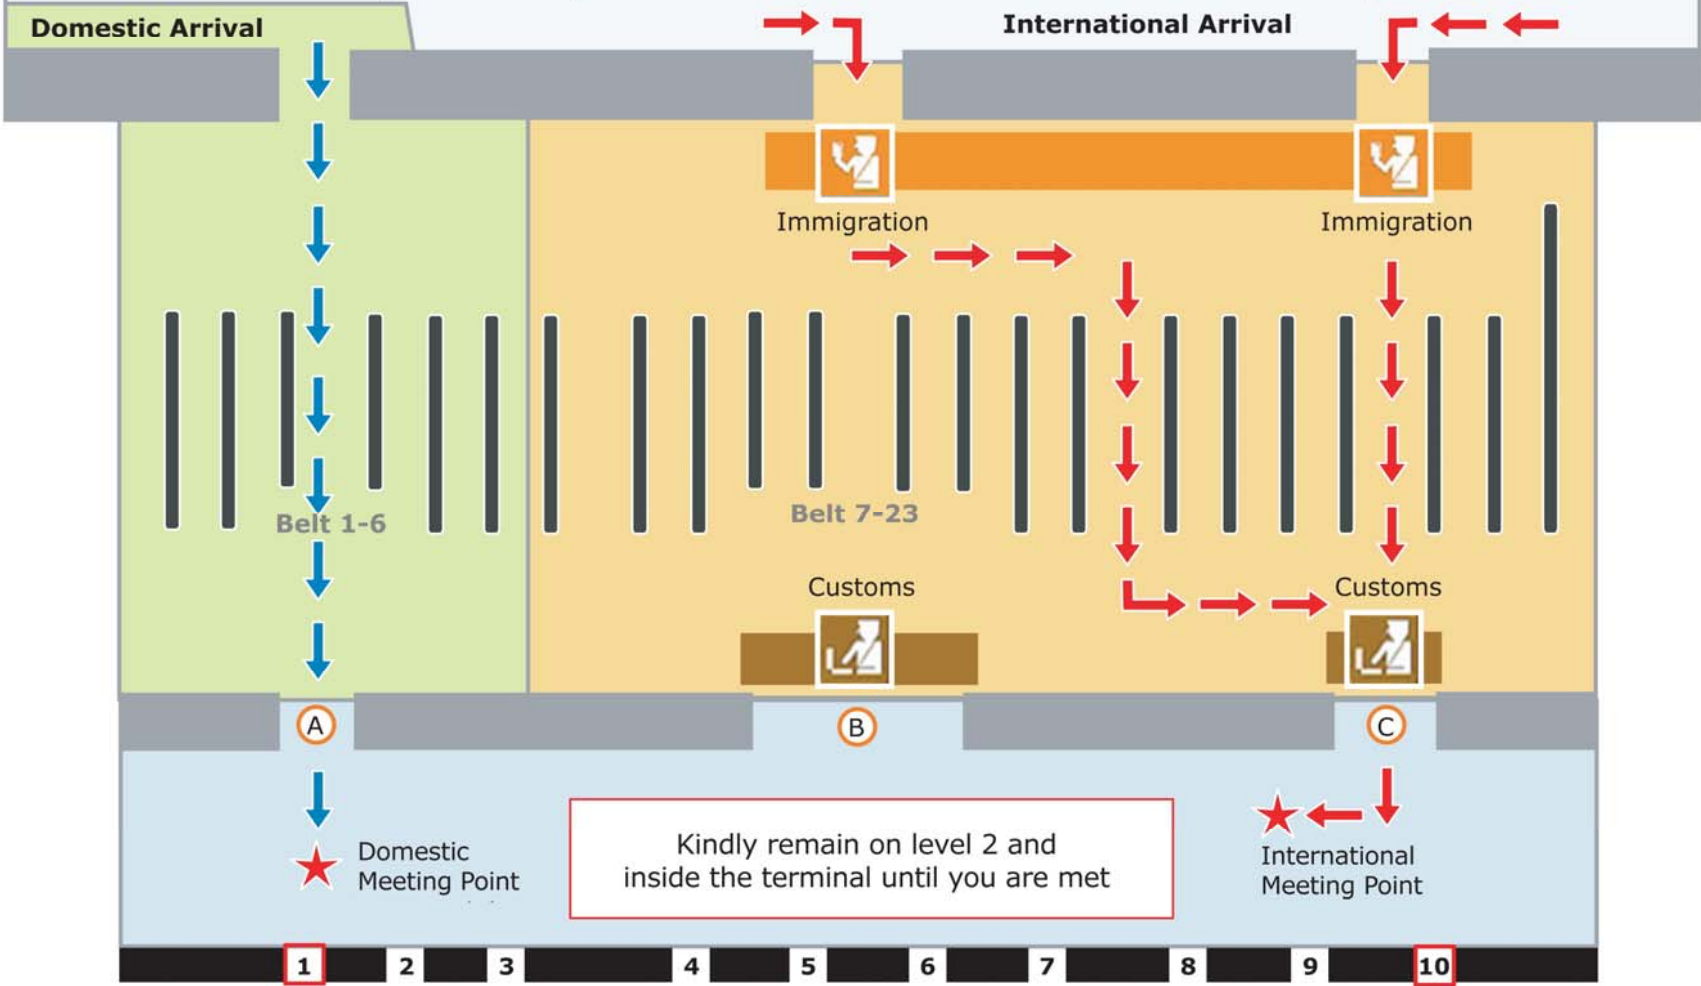 Domestic Arrival
International Arrival
Immigration
Immigration
Belt 1-6
Belt 7-23
Customs
Customs
A
B
C
Domestic
Meeting Point
Kindly remain on level 2 and
inside the terminal until you are met
International
Meeting Point
1 2 3 4 5 6 7 8 9 10